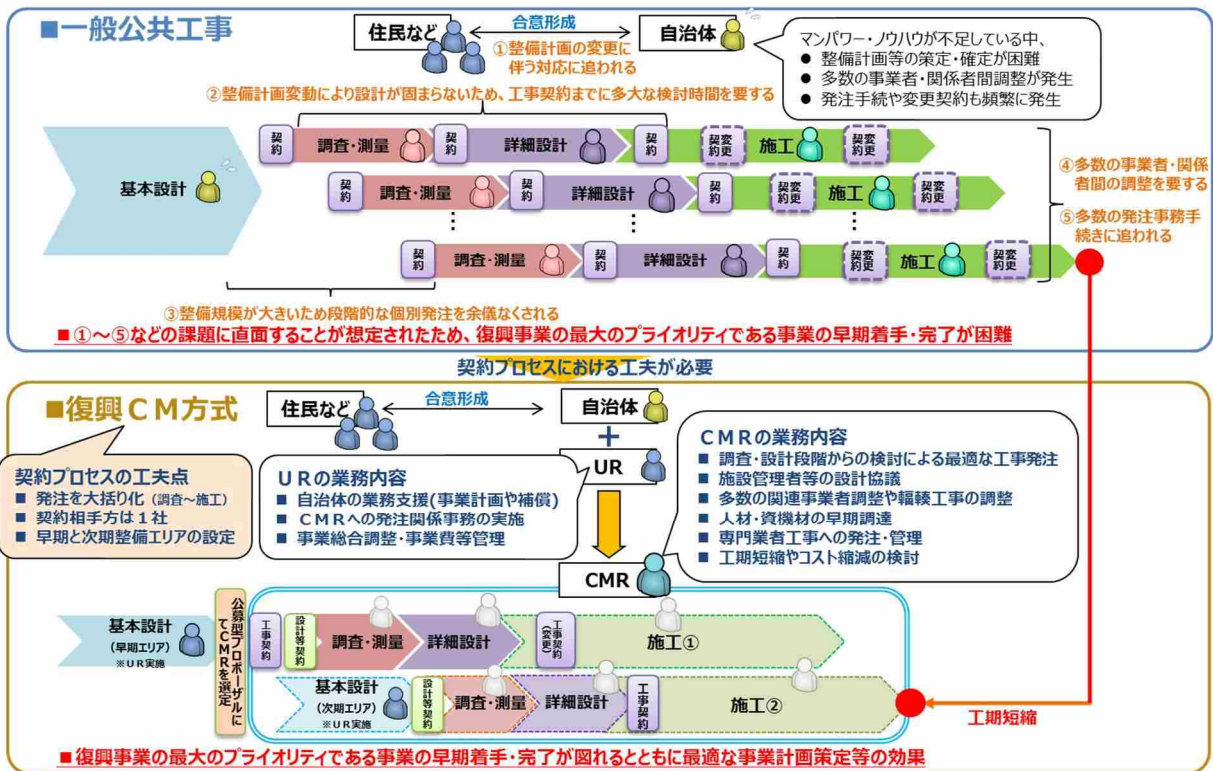 ■一般公共工事
住民など
合意形成
自治体
①整備計画の変更に
伴う対応に追われる
マンパワー・ノウハウが不足している中、
● 整備計画等の策定・確定が困難
● 多数の事業者・関係者間調整が発生
● 発注手続や変更契約も頻繁に発生
②整備計画変動により設計が固まらないため、工事契約までに多大な検討時間を要する
基本設計
契約
調査・測量
契約
詳細設計
契約
変更契約
施工
変更契約
契約
調査・測量
契約
詳細設計
契約
変更契約
施工
変更契約
契約
調査・測量
契約
詳細設計
契約
変更契約
施工
変更契約
④多数の事業者・関係
者間の調整を要する
⑤多数の発注事務手
続きに追われる
③整備規模が大きいため段階的な個別発注を余儀なくされる
■①~⑤などの課題に直面することが想定されたため、復興事業の最大のプライオリティである事業の早期着手・完了が困難
契約プロセスにおける工夫が必要
■復興CM方式
住民など
合意形成
自治体
+
UR
CMR
契約プロセスの工夫点
■ 発注を大括り化(調査~施工)
■ 契約相手方は1社
■ 早期と次期整備エリアの設定
URの業務内容
■ 自治体の業務支援(事業計画や補償)
■ CMRへの発注関係事務の実施
■ 事業総合調整・事業費等管理
CMRの業務内容
■ 調査・設計段階からの検討による最適な工事発注
■ 施設管理者等の設計協議
■ 多数の関連事業者調整や輻輳工事の調整
■ 人材・資機材の早期調達
■ 専門業者工事への発注・管理
■ 工期短縮やコスト縮減の検討
基本設計
(早期エリア)
※UR実施
公募型プロポーザルに
てCMRを選定
工事契約
設計等契約
調査・測量
詳細設計
工事契約
(変更)
施工①
基本設計
(次期エリア)
※UR実施
設計等契約
調査・測量
詳細設計
工事契約
施工②
工期短縮
■復興事業の最大のプライオリティである事業の早期着手・完了が図れるとともに最適な事業計画策定等の効果